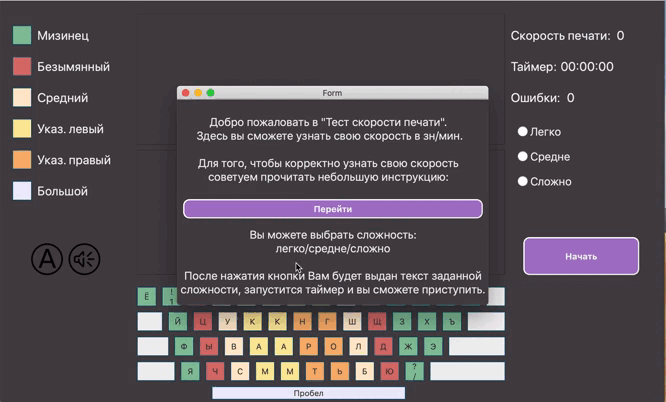 Мизинец
Безымянный
Средний
Указ. левый
Указ. правый
Большой
A
Form
Добро пожаловать в "Тест скорости печати".
Здесь вы сможете узнать свою скорость в зн/мин.
Для того, чтобы корректно узнать свою скорость
советуем прочитать небольшую инструкцию:
Перейти
Вы можете выбрать сложность:
легко/средне/сложно
После нажатия кнопки Вам будет выдан текст заданной
сложности, запустится таймер и вы сможете приступить.
Скорость печати: 0
Таймер: 00:00:00
Ошибки: 0
Легко
Средне
Сложно
Начать
Ё ! 1
Й Ц У К К Н Г Ш Щ З Х Ъ
Ф Ы В А А Р О Л Д Ж Э
Я Ч С М М Т Ь Б Ю ? /
Пробел